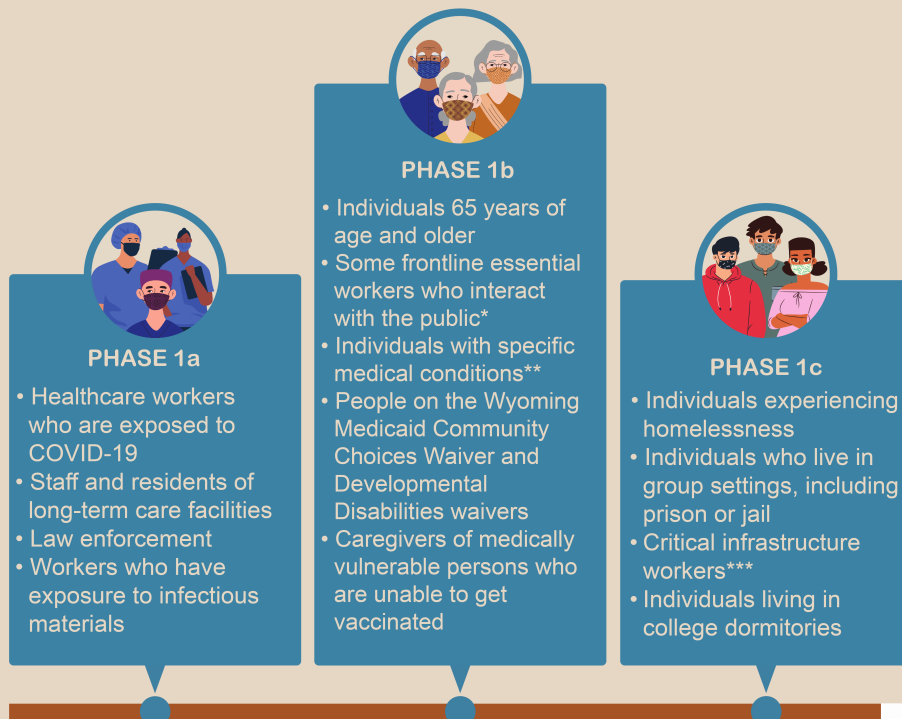 PHASE 1a
• Healthcare workers
who are exposed to
COVID-19
• Staff and residents of
long-term care facilities
• Law enforcement
• Workers who have
exposure to infectious
materials
PHASE 1b
• Individuals 65 years of
age and older
• Some frontline essential
workers who interact
with the public*
• Individuals with specific
medical conditions**
• People on the Wyoming
Medicaid Community
Choices Waiver and
Developmental
Disabilities waivers
• Caregivers of medically
vulnerable persons who
are unable to get
vaccinated
PHASE 1c
• Individuals experiencing
homelessness
• Individuals who live in
group settings, including
prison or jail
• Critical infrastructure
workers***
• Individuals living in
college dormitories